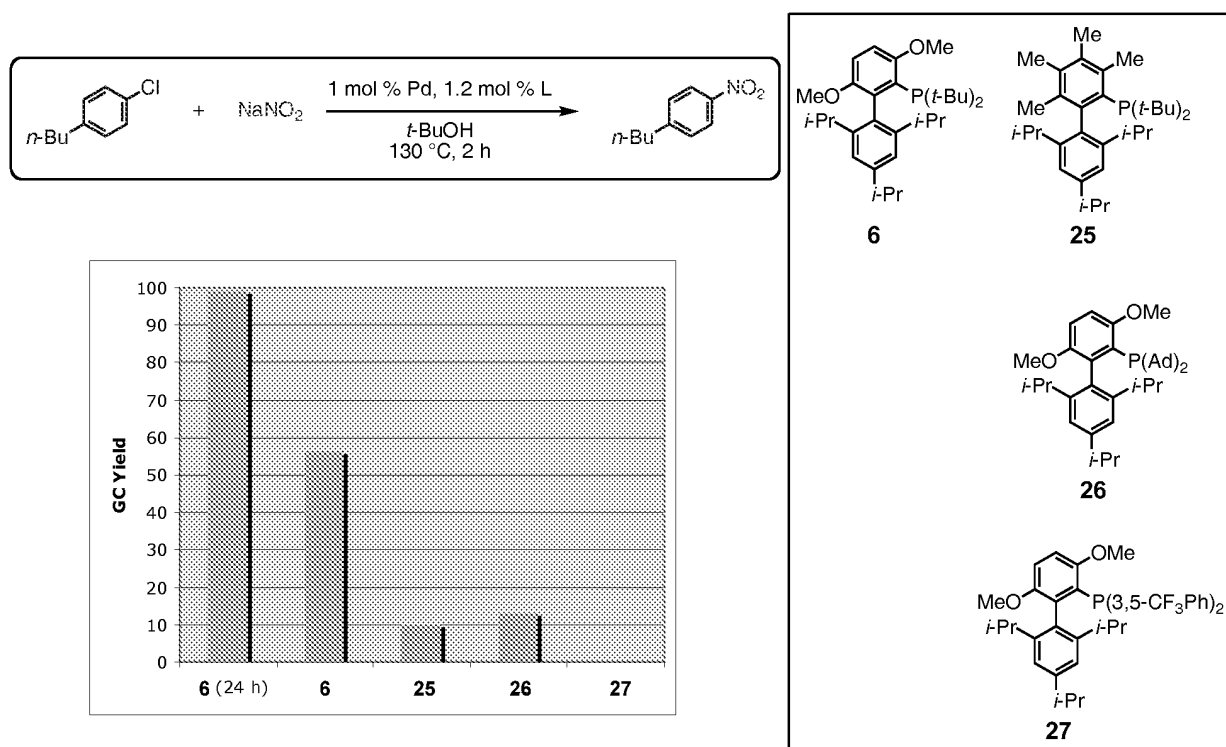 Cl
n-Bu
+
NaNO2
1 mol % Pd, 1.2 mol % L
t-BuOH
130 °C, 2 h
NO2
n-Bu
OMe
MeO
P(t-Bu)2
i-Pr
i-Pr
i-Pr
6
Me
Me
Me
Me
P(t-Bu)2
i-Pr
i-Pr
i-Pr
25
OMe
MeO
P(Ad)2
i-Pr
i-Pr
i-Pr
26
OMe
MeO
P(3,5-CF3Ph)2
i-Pr
i-Pr
i-Pr
27
GC Yield
100
90
80
70
60
50
40
30
20
10
0
6 (24 h) 6 25 26 27